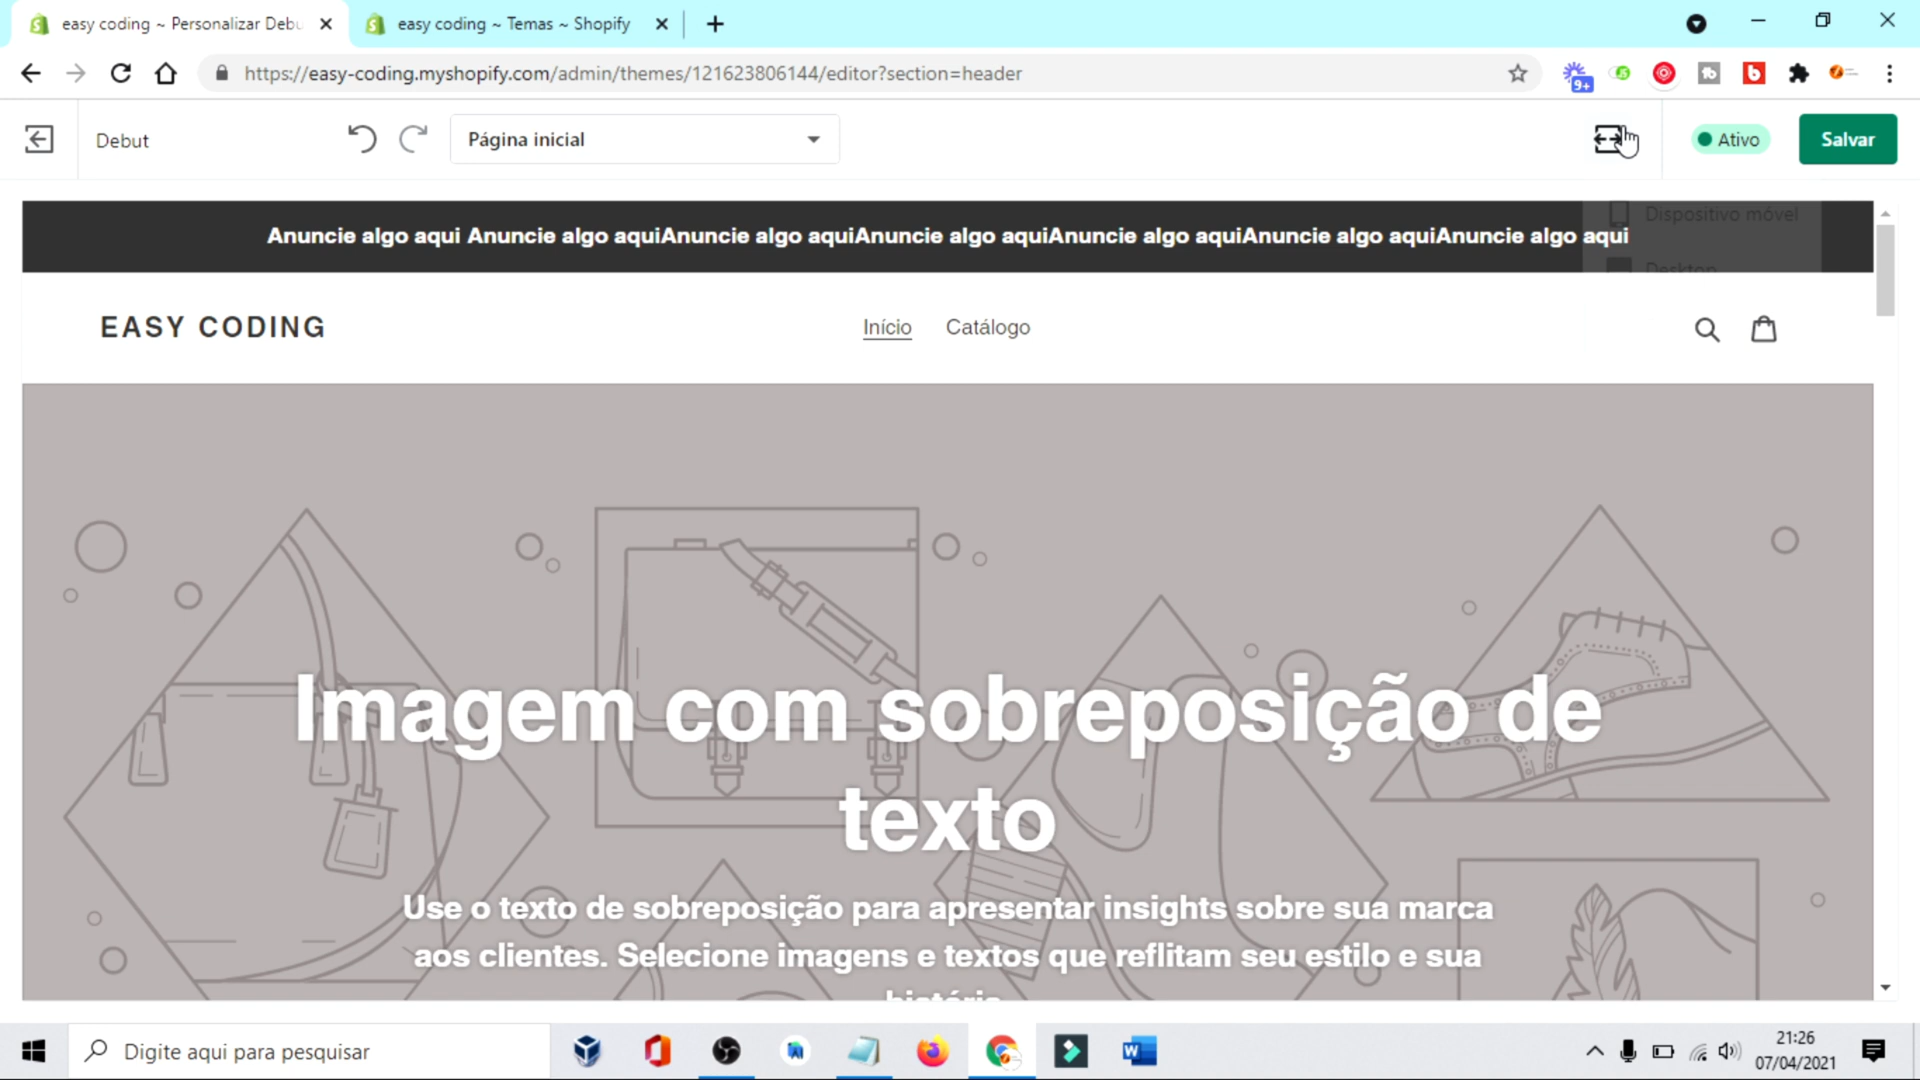 easy coding ~ Personalizar Debu
easy coding ~ Temas ~ Shopify
https://easy-coding.myshopify.com/admin/themes/121623806144/editor?section=header
9+
Debut
Página inicial
Ativo
Salvar
Dispositivo móvel
Desktop
Anuncie algo aqui Anuncie algo aquiAnuncie algo aquiAnuncie algo aquiAnuncie algo aquiAnuncie algo aquiAnuncie algo aqui
EASY CODING
Início
Catálogo
Imagem com sobreposição de
texto
Use o texto de sobreposição para apresentar insights sobre sua marca
aos clientes. Selecione imagens e textos que reflitam seu estilo e sua
história
Digite aqui para pesquisar
21:26
07/04/2021